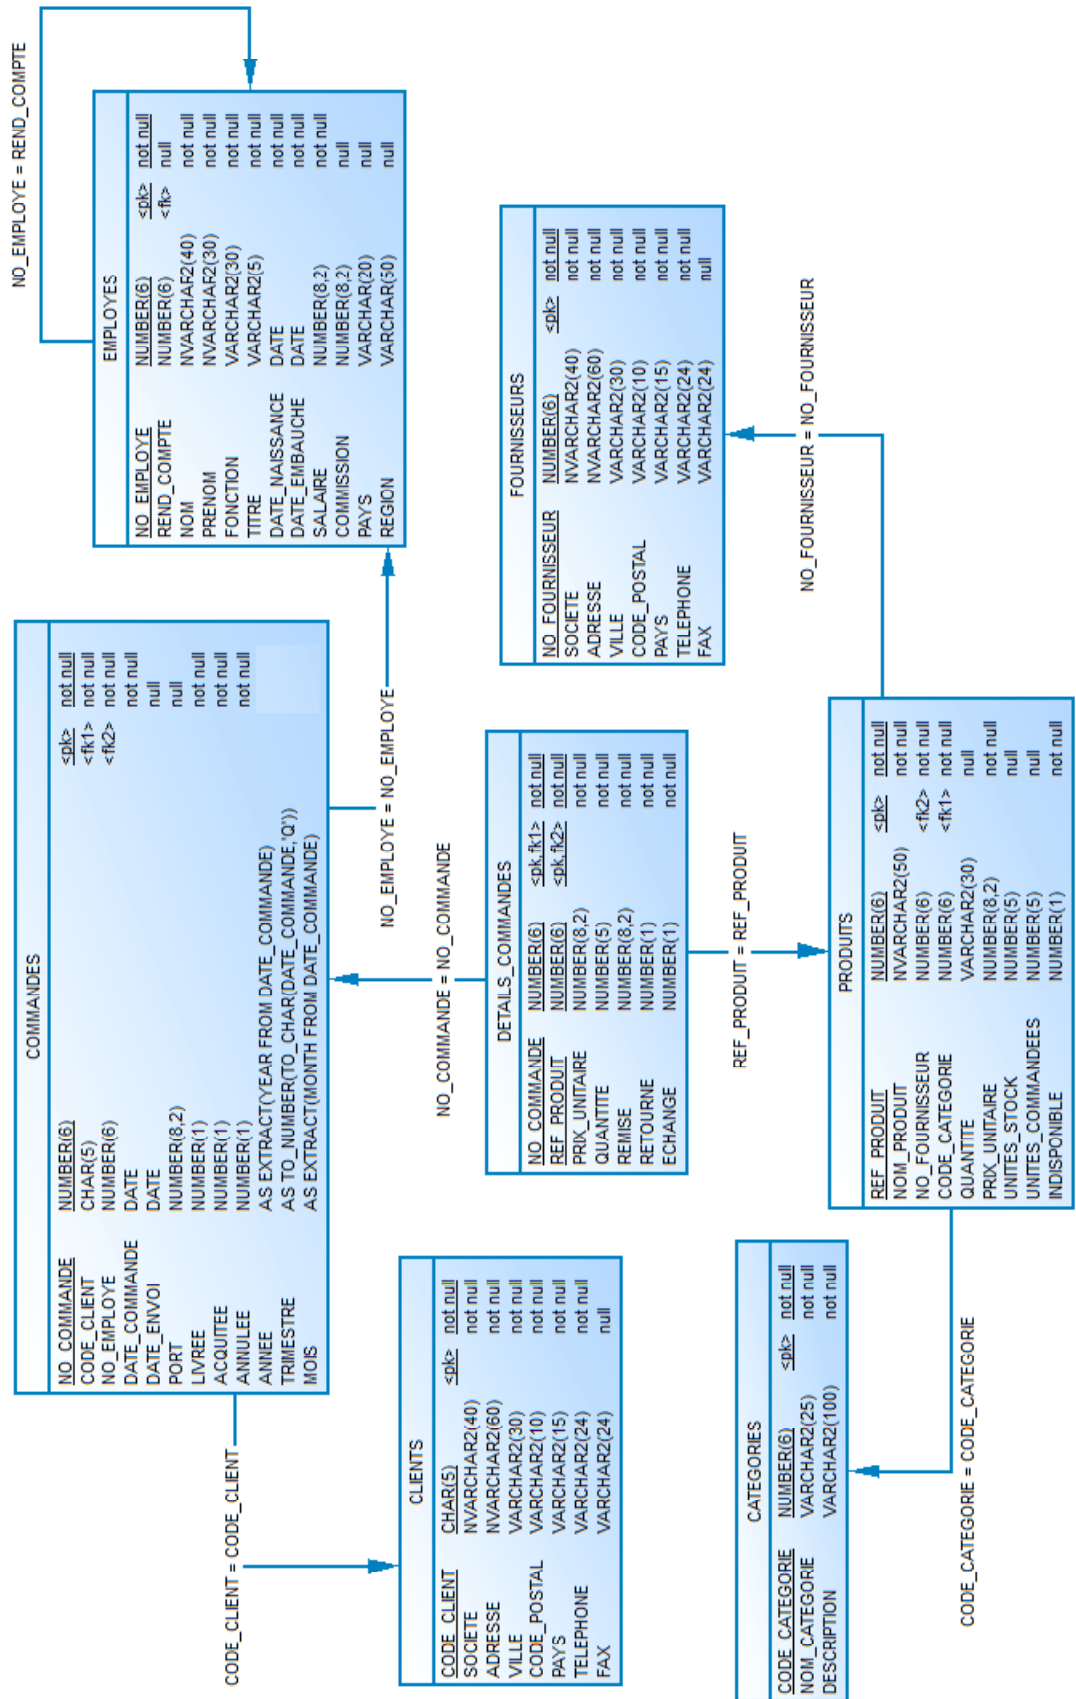 COMMANDES
NO_COMMANDE NUMBER(6) <pk> not null
CODE_CLIENT CHAR(5) <fk1> not null
NO_EMPLOYE NUMBER(6) <fk2> not null
DATE_COMMANDE DATE not null
DATE_ENVOI DATE null
PORT NUMBER(8,2) null
LIVREE NUMBER(1) not null
ACQUITEE NUMBER(1) not null
ANNULEE NUMBER(1) not null
ANNEE AS EXTRACT(YEAR FROM DATE_COMMANDE)
TRIMESTRE AS TO_NUMBER(TO_CHAR(DATE_COMMANDE,'Q'))
MOIS AS EXTRACT(MONTH FROM DATE_COMMANDE)
NO_EMPLOYE = REND_COMPTE
EMPLOYES
NO_EMPLOYE NUMBER(6) <pk> not null
REND_COMPTE NUMBER(6) <fk> null
NOM NVARCHAR2(40) not null
PRENOM NVARCHAR2(30) not null
FONCTION VARCHAR2(30) not null
TITRE VARCHAR2(5) not null
DATE_NAISSANCE DATE not null
DATE_EMBAUCHE DATE not null
SALAIRE NUMBER(8,2) not null
COMMISSION NUMBER(8,2) null
PAYS VARCHAR(20) null
REGION VARCHAR(50) null
CODE_CLIENT = CODE_CLIENT
NO_EMPLOYE = NO_EMPLOYE
NO_COMMANDE = NO_COMMANDE
CLIENTS
CODE_CLIENT CHAR(5) <pk> not null
SOCIETE NVARCHAR2(40) not null
ADRESSE NVARCHAR2(60) not null
VILLE VARCHAR2(30) not null
CODE_POSTAL VARCHAR2(10) not null
PAYS VARCHAR2(15) not null
TELEPHONE VARCHAR2(24) not null
FAX VARCHAR2(24) null
DETAILS_COMMANDES
NO_COMMANDE NUMBER(6) <pk,fk1> not null
REF_PRODUIT NUMBER(6) <pk,fk2> not null
PRIX_UNITAIRE NUMBER(8,2) not null
QUANTITE NUMBER(5) not null
REMISE NUMBER(8,2) not null
RETOURNE NUMBER(1) not null
ECHANGE NUMBER(1) not null
FOURNISSEURS
NO_FOURNISSEUR NUMBER(6) <pk> not null
SOCIETE NVARCHAR2(40) not null
ADRESSE NVARCHAR2(60) not null
VILLE VARCHAR2(30) not null
CODE_POSTAL VARCHAR2(10) not null
PAYS VARCHAR2(15) not null
TELEPHONE VARCHAR2(24) not null
FAX VARCHAR2(24) null
REF_PRODUIT = REF_PRODUIT
NO_FOURNISSEUR = NO_FOURNISSEUR
CATEGORIES
CODE_CATEGORIE NUMBER(6) <pk> not null
NOM_CATEGORIE VARCHAR2(25) not null
DESCRIPTION VARCHAR2(100) not null
PRODUITS
REF_PRODUIT NUMBER(6) <pk> not null
NOM_PRODUIT NVARCHAR2(50) not null
NO_FOURNISSEUR NUMBER(6) <fk2> not null
CODE_CATEGORIE NUMBER(6) <fk1> not null
QUANTITE VARCHAR2(30) null
PRIX_UNITAIRE NUMBER(8,2) not null
UNITES_STOCK NUMBER(5) null
UNITES_COMMANDEES NUMBER(5) null
INDISPONIBLE NUMBER(1) not null
CODE_CATEGORIE = CODE_CATEGORIE